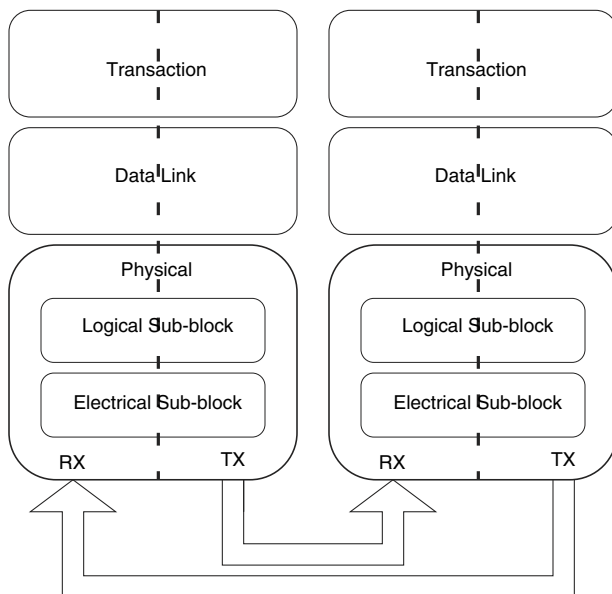 Transaction
Transaction
Data Link
Data Link
Physical
Physical
Logical Sub-block
Logical Sub-block
Electrical Sub-block
Electrical Sub-block
RX
TX
RX
TX